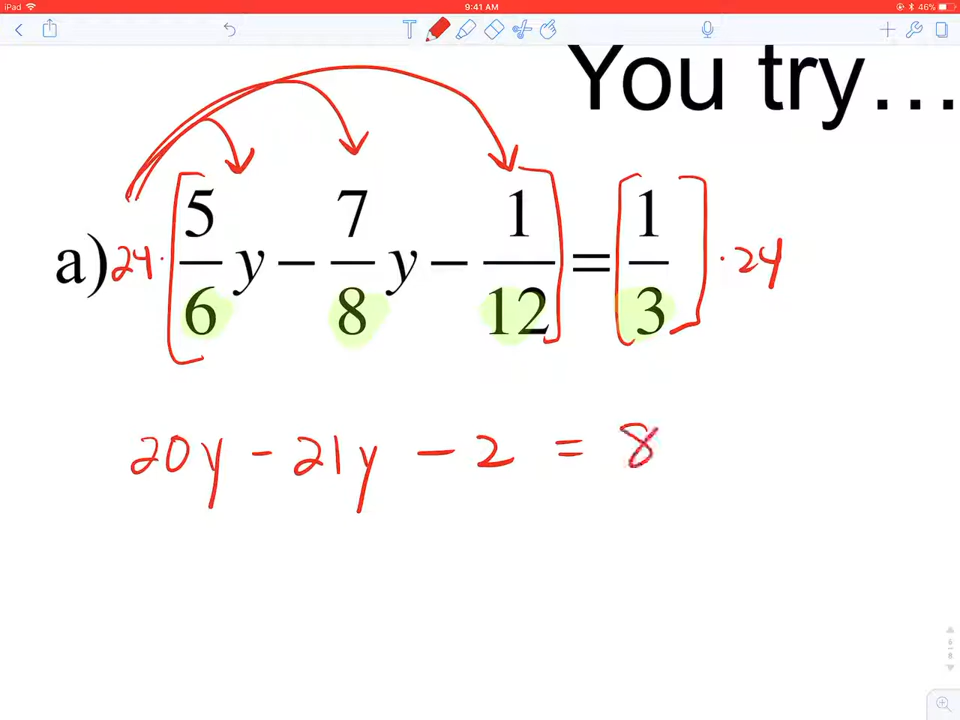 iPad 9:41 AM 46%
T
You try...
a) 24 · [5/6 y − 7/8 y − 1/12] = [1/3] · 24
20y − 21y − 2 = 8